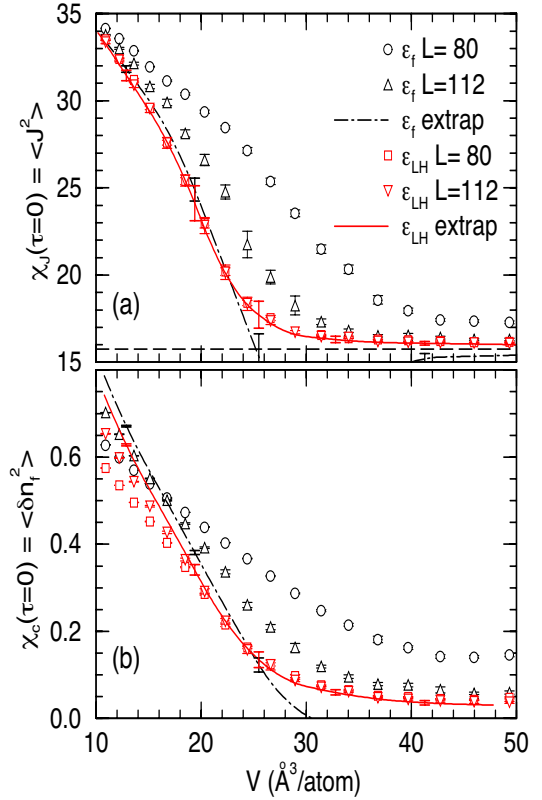 35
30
25
20
15
χJ(τ=0) = <J²>
εf L= 80
εf L=112
εf extrap
εLH L= 80
εLH L=112
εLH extrap
(a)
0.6
0.4
0.2
0.0
χc(τ=0) = <δnf²>
(b)
10 20 30 40 50
V (Å³/atom)